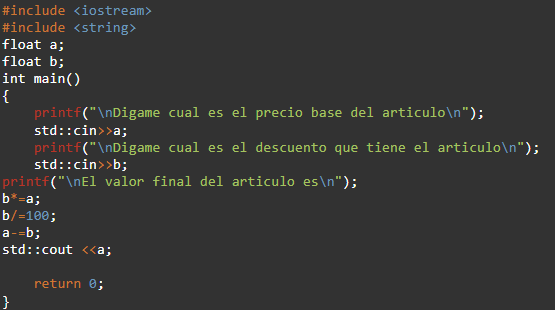 #include <iostream>
#include <string>
float a;
float b;
int main()
{
    printf("\nDigame cual es el precio base del articulo\n");
    std::cin>>a;
    printf("\nDigame cual es el descuento que tiene el articulo\n");
    std::cin>>b;
printf("\nEl valor final del articulo es\n");
b*=a;
b/=100;
a-=b;
std::cout <<a;

    return 0;
}